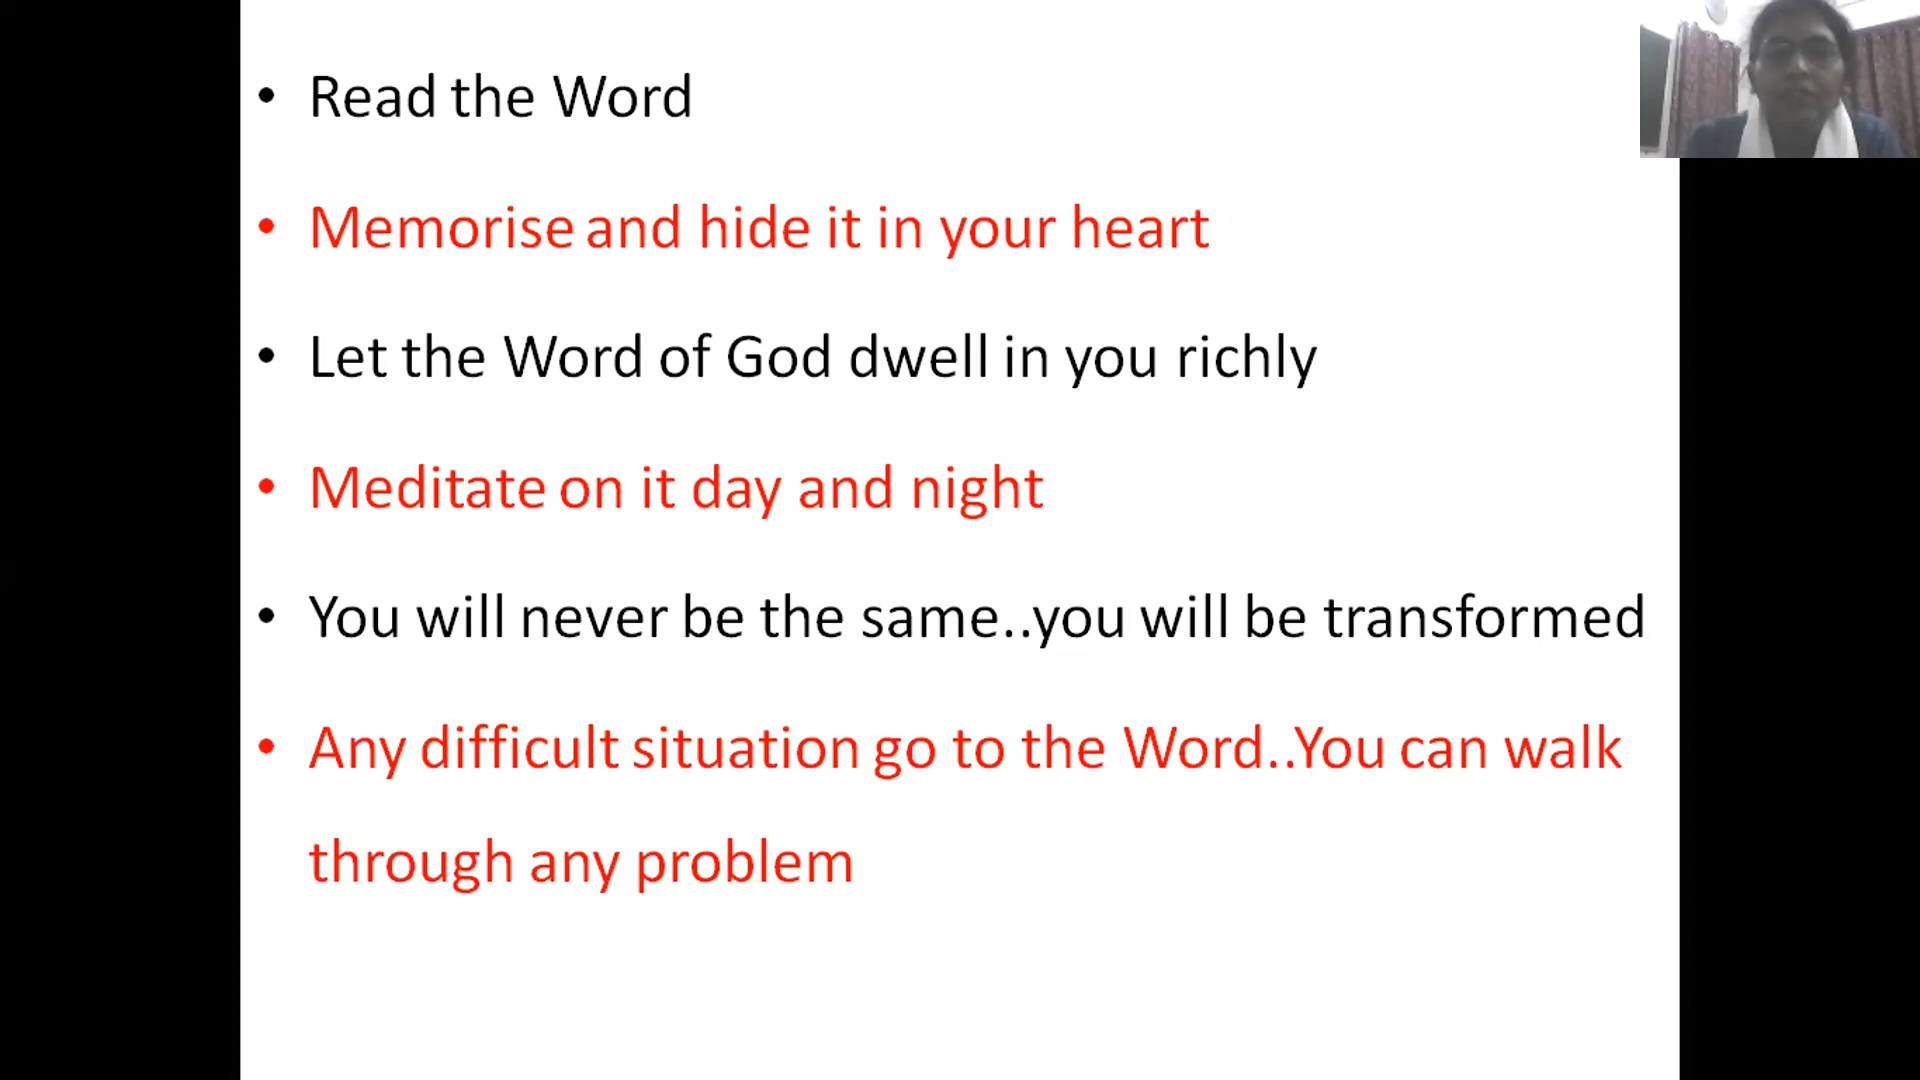 • Read the Word
• Memorise and hide it in your heart
• Let the Word of God dwell in you richly
• Meditate on it day and night
• You will never be the same..you will be transformed
• Any difficult situation go to the Word..You can walk
through any problem